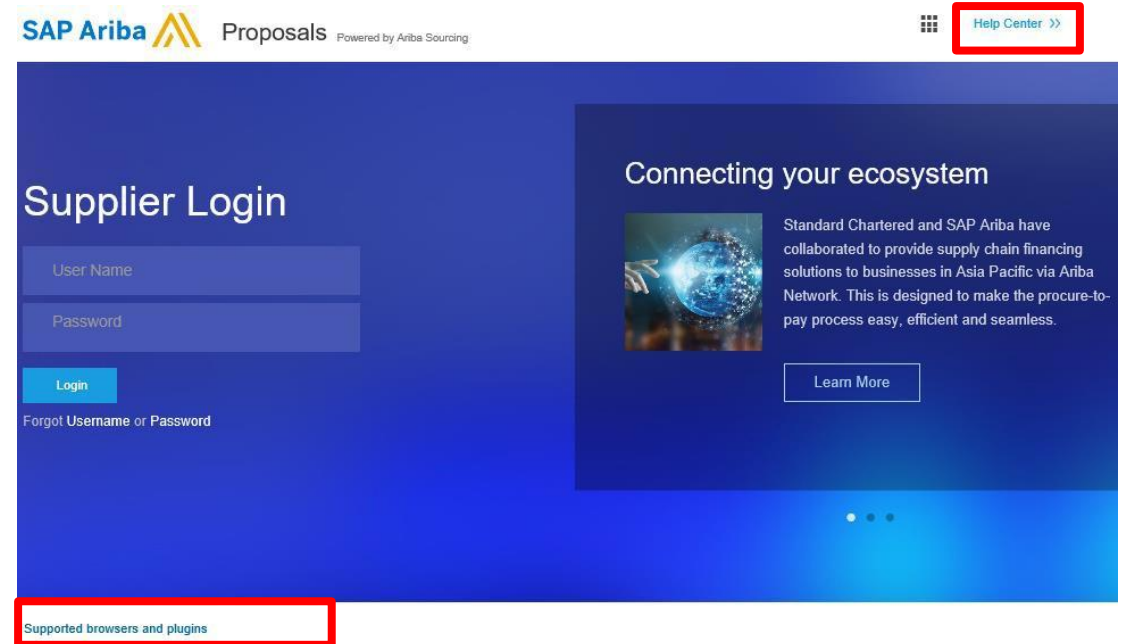 SAP Ariba Proposals Powered by Ariba Sourcing
Help Center >>
Supplier Login
User Name
Password
Login
Forgot Username or Password
Connecting your ecosystem
Standard Chartered and SAP Ariba have
collaborated to provide supply chain financing
solutions to businesses in Asia Pacific via Ariba
Network. This is designed to make the procure-to-
pay process easy, efficient and seamless.
Learn More
Supported browsers and plugins